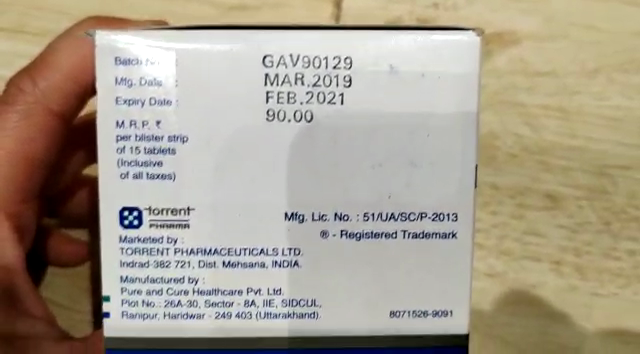 Batch No. : GAV90129
Mfg. Date : MAR.2019
Expiry Date : FEB.2021
M.R.P. ₹ 90.00
per blister strip
of 15 tablets
(Inclusive
of all taxes)
torrent
PHARMA
Mfg. Lic. No. : 51/UA/SC/P-2013
® - Registered Trademark
Marketed by :
TORRENT PHARMACEUTICALS LTD.
Indrad-382 721, Dist. Mehsana, INDIA.
Manufactured by :
Pure and Cure Healthcare Pvt. Ltd.
Plot No.: 26A-30, Sector - 8A, IIE, SIDCUL,
Ranipur, Haridwar - 249 403 (Uttarakhand).
8071526-9091